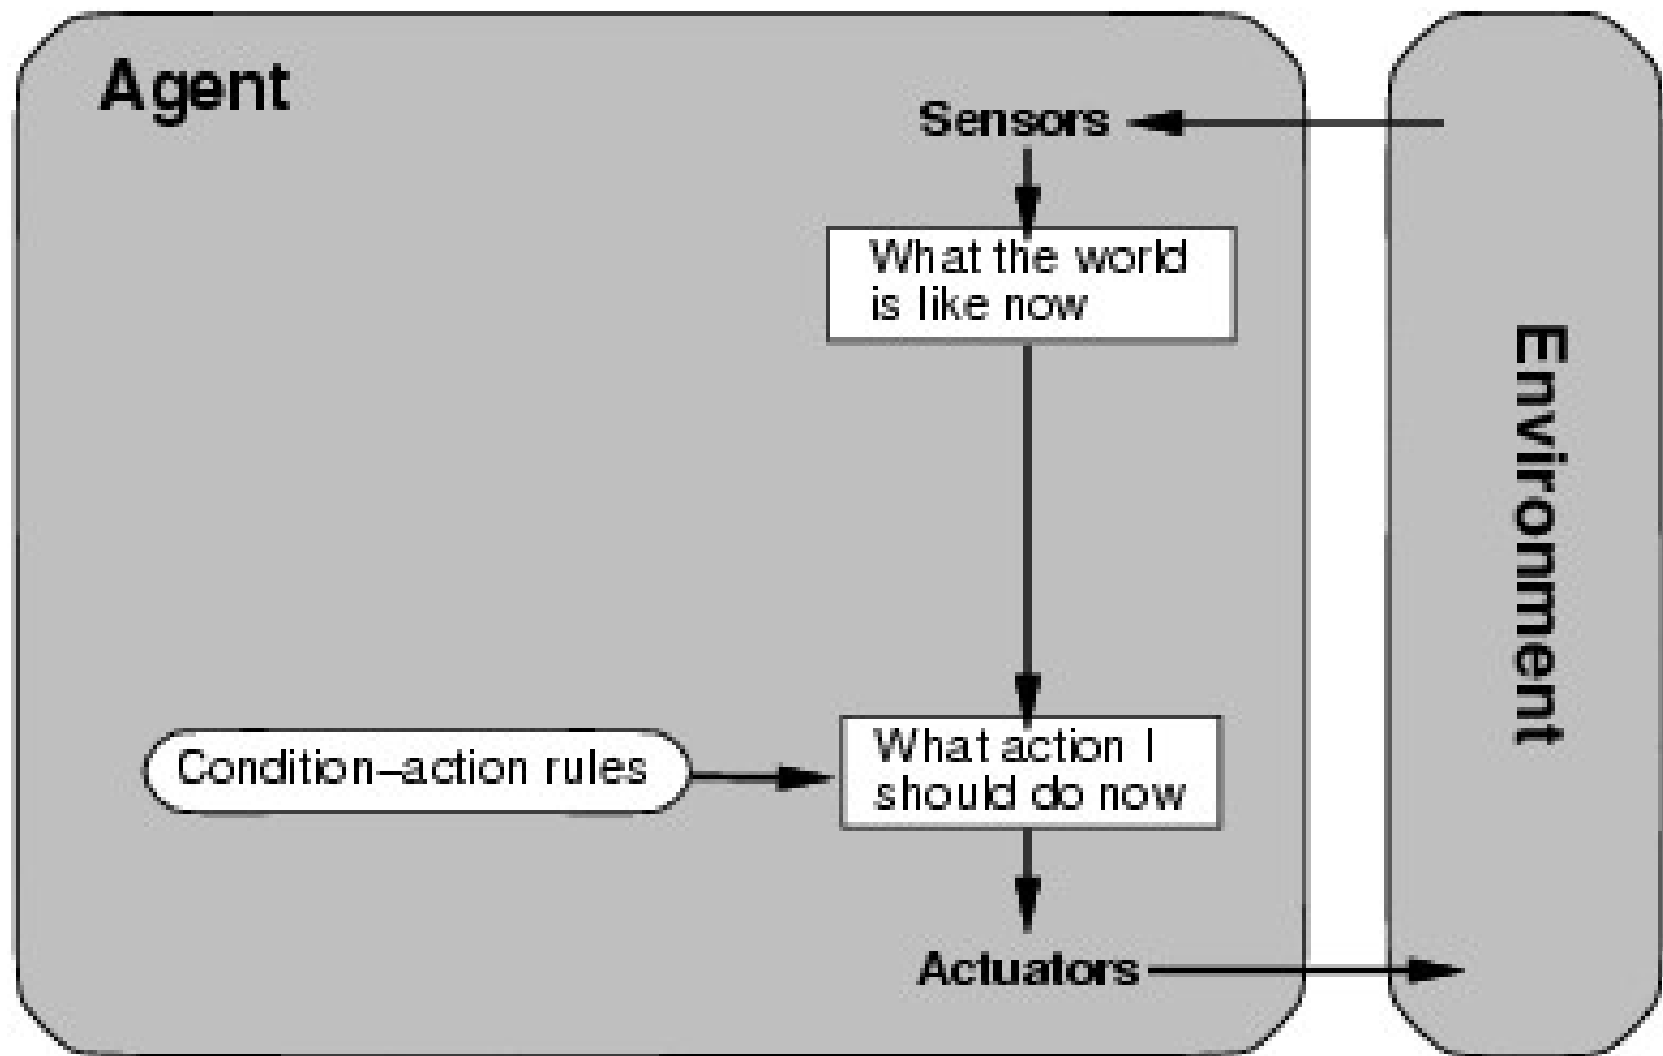 Agent
Sensors
What the world
is like now
Environment
Condition–action rules
What action I
should do now
Actuators